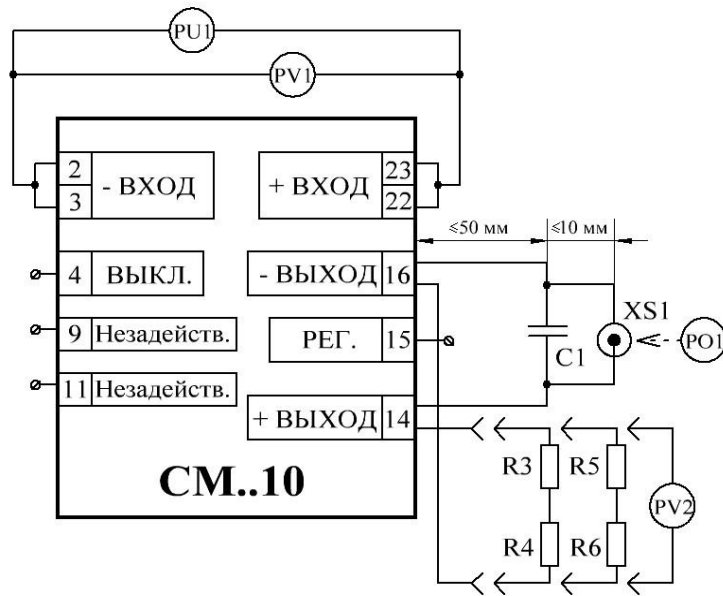 PU1
PV1
2
- ВХОД
3
23
+ ВХОД
22
≤50 мм
≤10 мм
4 ВЫКЛ.
- ВЫХОД 16
XS1
9 Незадейств.
РЕГ. 15
C1
PO1
11 Незадейств.
+ ВЫХОД 14
R3
R5
СМ..10
PV2
R4
R6